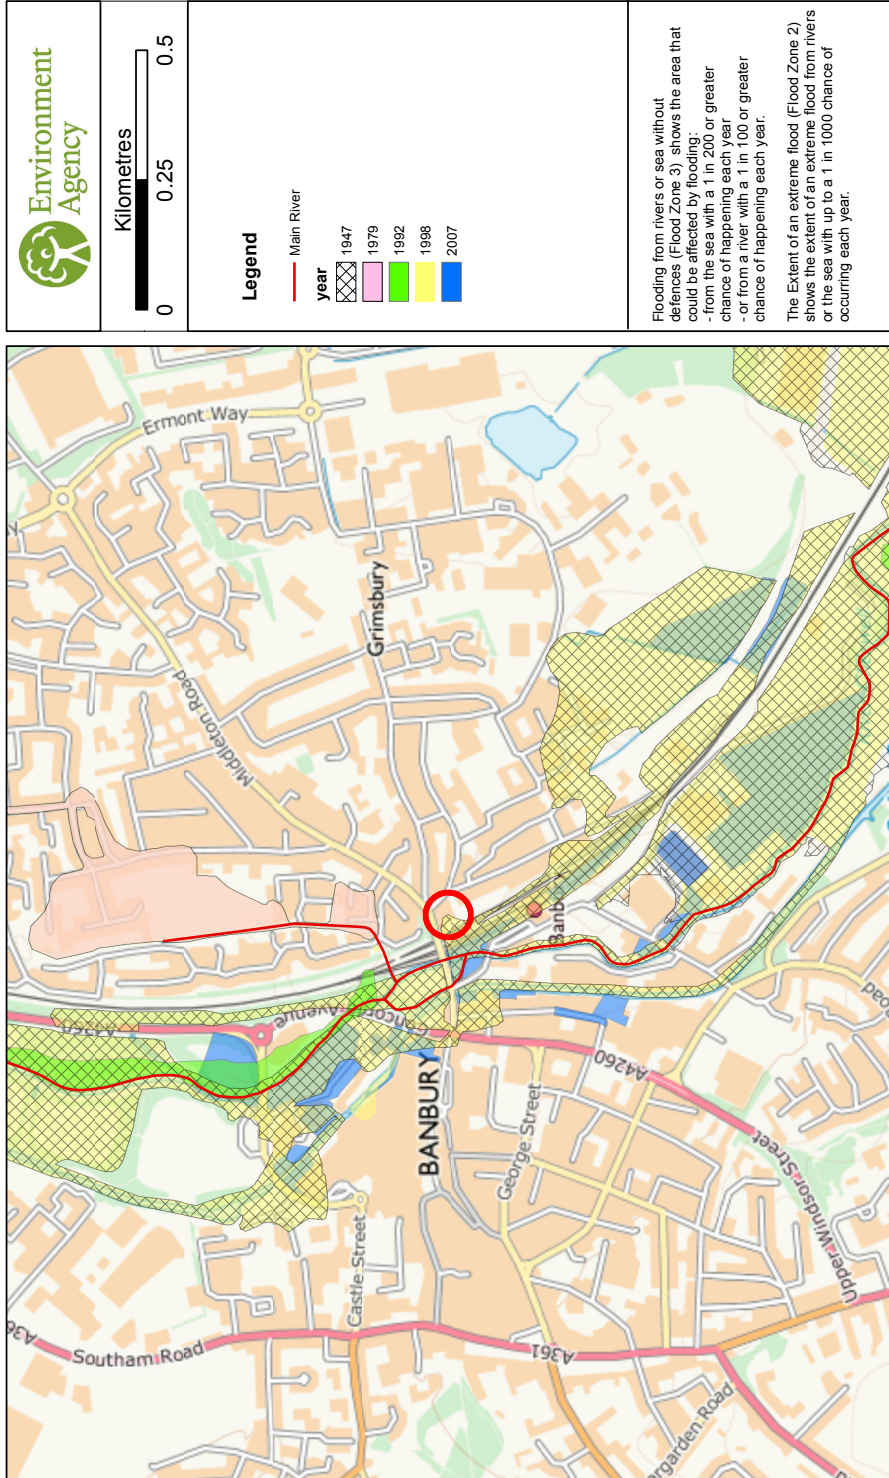 Environment
Agency
Kilometres
0
0.25
0.5
Legend
Main River
year
1947
1979
1992
1998
2007
Flooding from rivers or sea without
defences (Flood Zone 3)  shows the area that
could be affected by flooding:
- from the sea with a 1 in 200 or greater
chance of happening each year
- or from a river with a 1 in 100 or greater
chance of happening each year.
The Extent of an extreme flood (Flood Zone 2)
shows the extent of an extreme flood from rivers
or the sea with up to a 1 in 1000 chance of
occurring each year.
Ermont Way
Grimsbury
Middleton Road
BANBURY
George Street
A4260
Castle Street
Southam Road
A361
Upper Windsor Street
Road